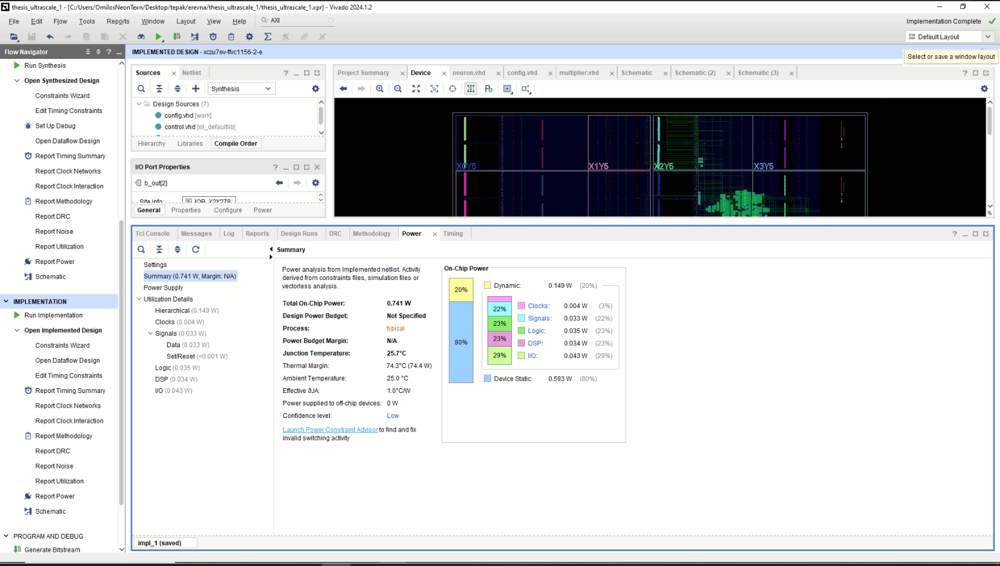 thesis_ultrascale_1 - [C:/Users/OmilosNeonTexn/Desktop/tepak/erevna/thesis_ultrascale_1/thesis_ultrascale_1.xpr] - Vivado 2024.1.2
File Edit Flow Tools Reports Window Layout View Help AXI
Implementation Complete
Default Layout
Select or save a window layout
Flow Navigator
IMPLEMENTED DESIGN - xczu7ev-ffvc1156-2-e
Run Synthesis
Open Synthesized Design
Constraints Wizard
Edit Timing Constraints
Set Up Debug
Open Dataflow Design
Report Timing Summary
Report Clock Networks
Report Clock Interaction
Report Methodology
Report DRC
Report Noise
Report Utilization
Report Power
Schematic
IMPLEMENTATION
Run Implementation
Open Implemented Design
Constraints Wizard
Open Dataflow Design
Edit Timing Constraints
Report Timing Summary
Report Clock Networks
Report Clock Interaction
Report Methodology
Report DRC
Report Noise
Report Utilization
Report Power
Schematic
PROGRAM AND DEBUG
Generate Bitstream
Sources Netlist
Synthesis
Design Sources (7)
config.vhd [work]
control.vhd [xil_defaultlib]
Hierarchy Libraries Compile Order
I/O Port Properties
b_out[2]
Site info: IOB_X2Y278
General Properties Configure Power
Project Summary Device neuron.vhd config.vhd multiplier.vhd Schematic Schematic (2) Schematic (3)
X0Y5 X1Y5 X2Y5 X3Y5
Tcl Console Messages Log Reports Design Runs DRC Methodology Power Timing
Summary
Settings
Summary (0.741 W, Margin: N/A)
Power Supply
Utilization Details
Hierarchical (0.149 W)
Clocks (0.004 W)
Signals (0.033 W)
Data (0.033 W)
Set/Reset (<0.001 W)
Logic (0.035 W)
DSP (0.034 W)
I/O (0.043 W)
Power analysis from Implemented netlist. Activity
derived from constraints files, simulation files or
vectorless analysis.
Total On-Chip Power: 0.741 W
Design Power Budget: Not Specified
Process: typical
Power Budget Margin: N/A
Junction Temperature: 25.7°C
Thermal Margin: 74.3°C (74.4 W)
Ambient Temperature: 25.0 °C
Effective ϑJA: 1.0°C/W
Power supplied to off-chip devices: 0 W
Confidence level: Low
Launch Power Constraint Advisor to find and fix
invalid switching activity
On-Chip Power
20%
80%
Dynamic: 0.149 W (20%)
22%
23%
23%
29%
Clocks: 0.004 W (3%)
Signals: 0.033 W (22%)
Logic: 0.035 W (23%)
DSP: 0.034 W (23%)
I/O: 0.043 W (29%)
Device Static: 0.593 W (80%)
impl_1 (saved)